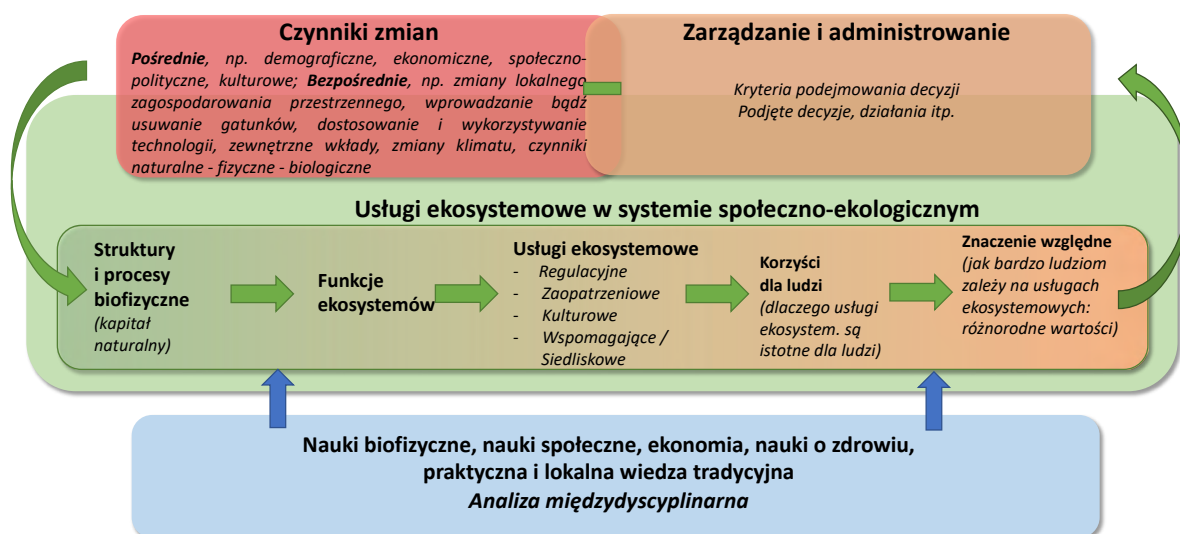 Czynniki zmian
Pośrednie, np. demograficzne, ekonomiczne, społeczno-
polityczne, kulturowe; Bezpośrednie, np. zmiany lokalnego
zagospodarowania przestrzennego, wprowadzanie bądź
usuwanie gatunków, dostosowanie i wykorzystywanie
technologii, zewnętrzne wkłady, zmiany klimatu, czynniki
naturalne - fizyczne - biologiczne
Zarządzanie i administrowanie
Kryteria podejmowania decyzji
Podjęte decyzje, działania itp.
Usługi ekosystemowe w systemie społeczno-ekologicznym
Struktury
i procesy
biofizyczne
(kapitał
naturalny)
Funkcje
ekosystemów
Usługi ekosystemowe
- Regulacyjne
- Zaopatrzeniowe
- Kulturowe
- Wspomagające /
Siedliskowe
Korzyści
dla ludzi
(dlaczego usługi
ekosystem. są
istotne dla ludzi)
Znaczenie względne
(jak bardzo ludziom
zależy na usługach
ekosystemowych:
różnorodne wartości)
Nauki biofizyczne, nauki społeczne, ekonomia, nauki o zdrowiu,
praktyczna i lokalna wiedza tradycyjna
Analiza międzydyscyplinarna